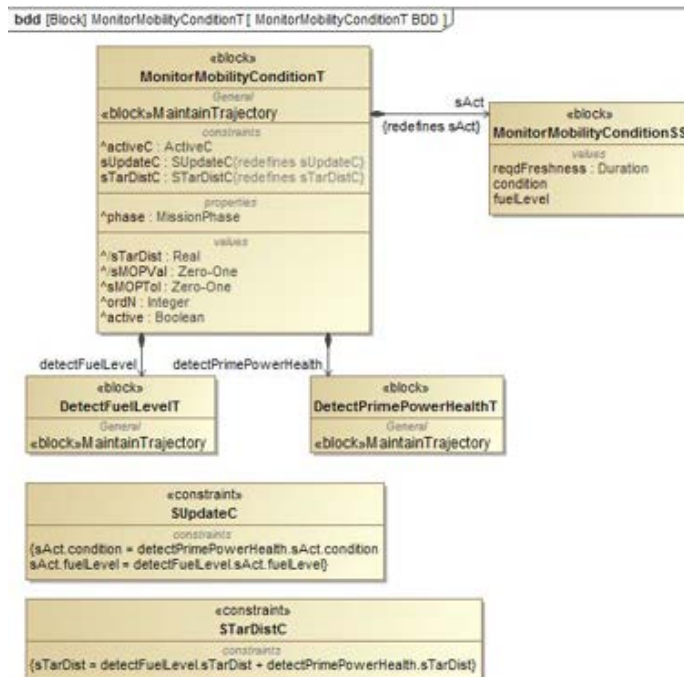 bdd [Block] MonitorMobilityConditionT [ MonitorMobilityConditionT BDD ]
«block»
MonitorMobilityConditionT
General
«block»MaintainTrajectory
constraints
^activeC : ActiveC
sUpdateC : SUpdateC{redefines sUpdateC}
sTarDistC : STarDistC{redefines sTarDistC}
properties
^phase : MissionPhase
values
^/sTarDist : Real
^/sMOPVal : Zero-One
^sMOPTol : Zero-One
^ordN : Integer
^active : Boolean
sAct
{redefines sAct}
«block»
MonitorMobilityConditionSS
values
reqdFreshness : Duration
condition
fuelLevel
detectFuelLevel
detectPrimePowerHealth
«block»
DetectFuelLevelT
General
«block»MaintainTrajectory
«block»
DetectPrimePowerHealthT
General
«block»MaintainTrajectory
«constraint»
SUpdateC
constraints
{sAct.condition = detectPrimePowerHealth.sAct.condition
sAct.fuelLevel = detectFuelLevel.sAct.fuelLevel}
«constraint»
STarDistC
constraints
{sTarDist = detectFuelLevel.sTarDist + detectPrimePowerHealth.sTarDist}